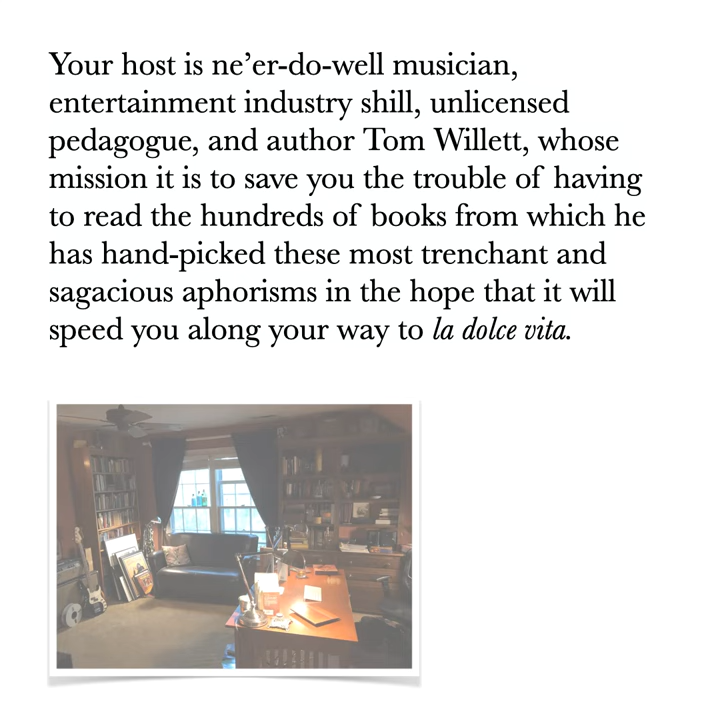 Your host is ne’er-do-well musician,
entertainment industry shill, unlicensed
pedagogue, and author Tom Willett, whose
mission it is to save you the trouble of having
to read the hundreds of books from which he
has hand-picked these most trenchant and
sagacious aphorisms in the hope that it will
speed you along your way to la dolce vita.